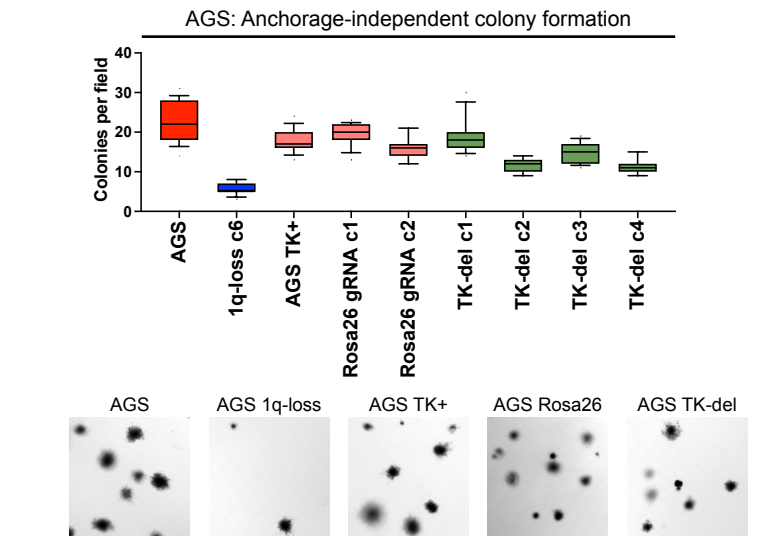 AGS: Anchorage-independent colony formation
Colonies per field
40
30
20
10
0
AGS
1q-loss c6
AGS TK+
Rosa26 gRNA c1
Rosa26 gRNA c2
TK-del c1
TK-del c2
TK-del c3
TK-del c4
AGS
AGS 1q-loss
AGS TK+
AGS Rosa26
AGS TK-del